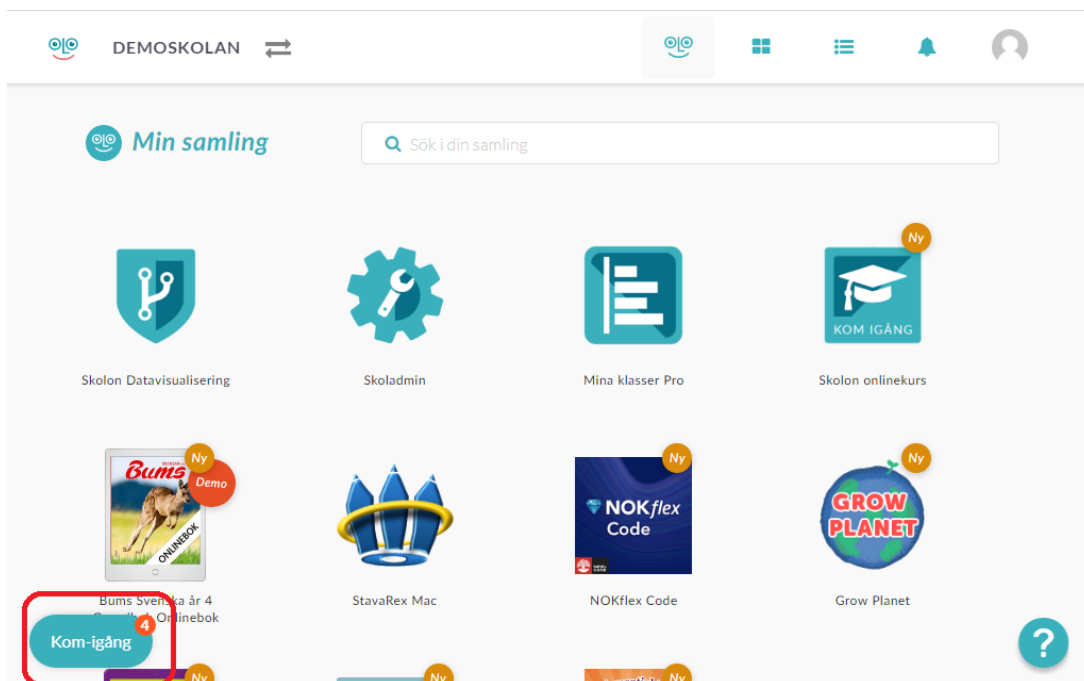 DEMOSKOLAN
Min samling
Sök i din samling
Ny
KOM IGÅNG
Skolon Datavisualisering
Skoladmin
Mina klasser Pro
Skolon onlinekurs
Bums
Ny
Demo
ONLINEBOK
NOKflex
Code
Ny
GROW
PLANET
Ny
Bums Svenska år 4
Onlinebok
StavaRex Mac
NOKflex Code
Grow Planet
Kom-igång
4
?
Ny
Ny
Ny